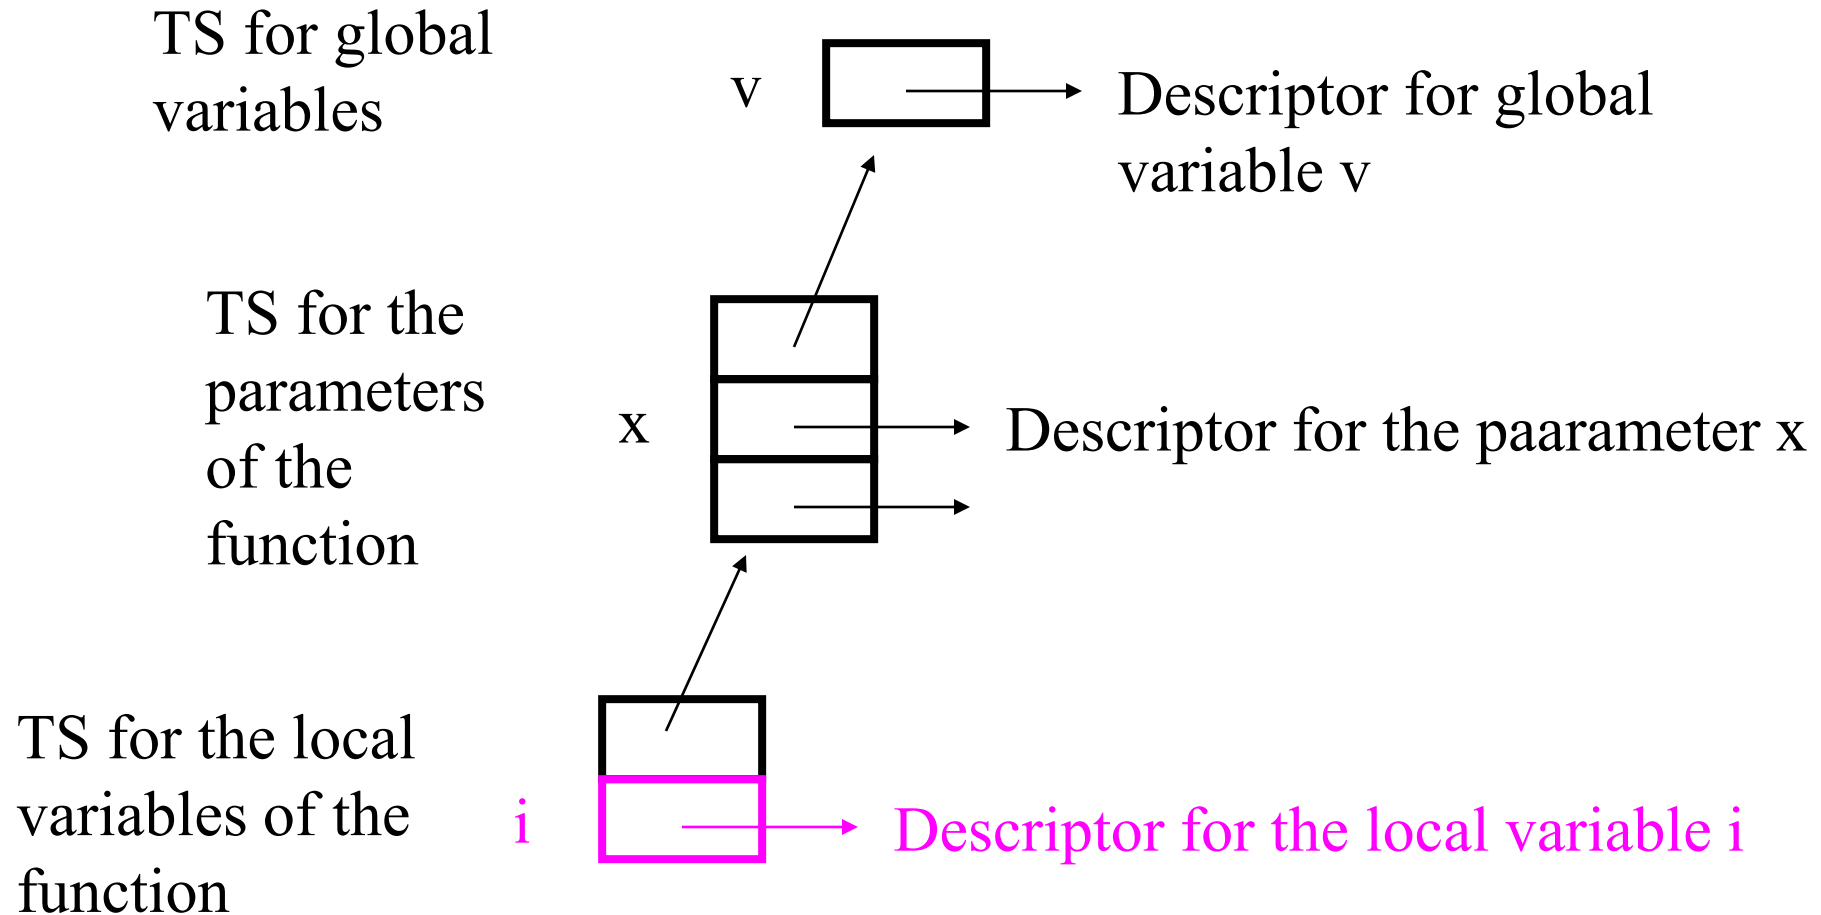 TS for global
variables
v
Descriptor for global
variable v
TS for the
parameters
of the
function
x
Descriptor for the paarameter x
TS for the local
variables of the
function
i
Descriptor for the local variable i